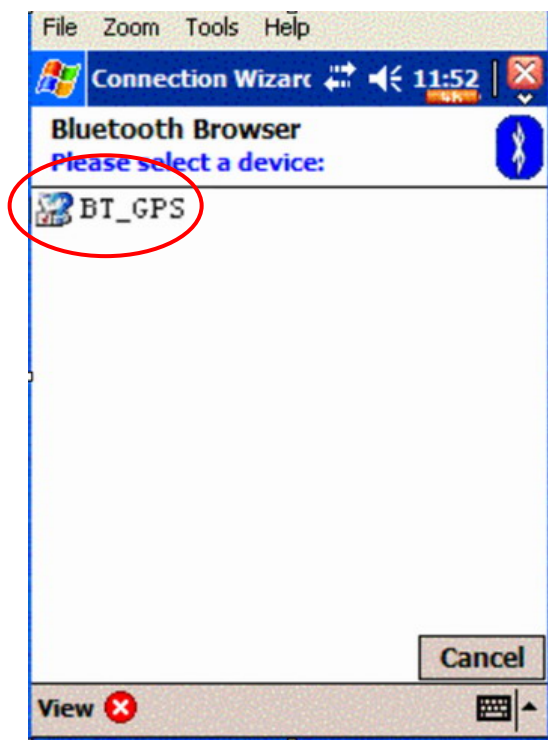 File Zoom Tools Help
Connection Wizarc 11:52
Bluetooth Browser
Please select a device:
BT_GPS
Cancel
View